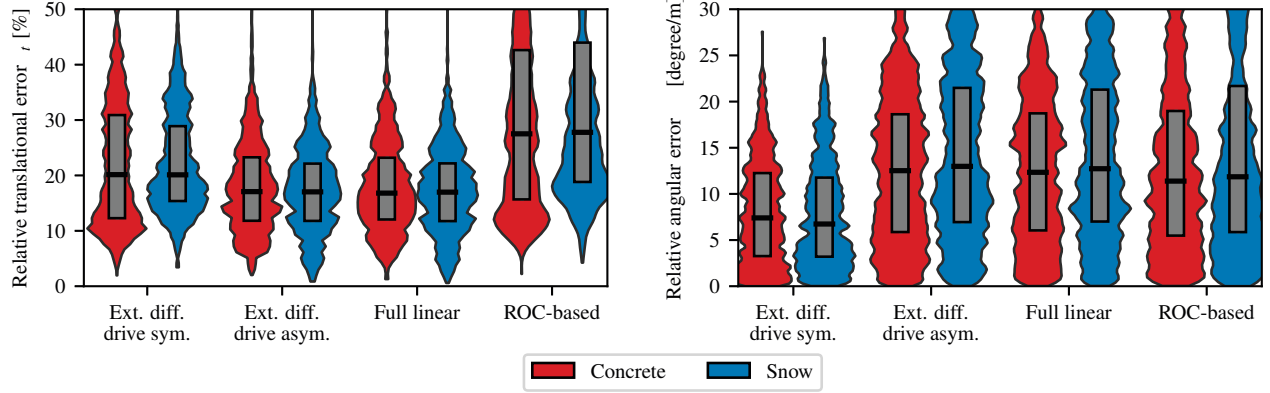 Relative translational error t [%]
50
40
30
20
10
0
Ext. diff.
drive sym.
Ext. diff.
drive asym.
Full linear
ROC-based
Relative angular error [degree/m]
30
25
20
15
10
5
0
Ext. diff.
drive sym.
Ext. diff.
drive asym.
Full linear
ROC-based
Concrete
Snow